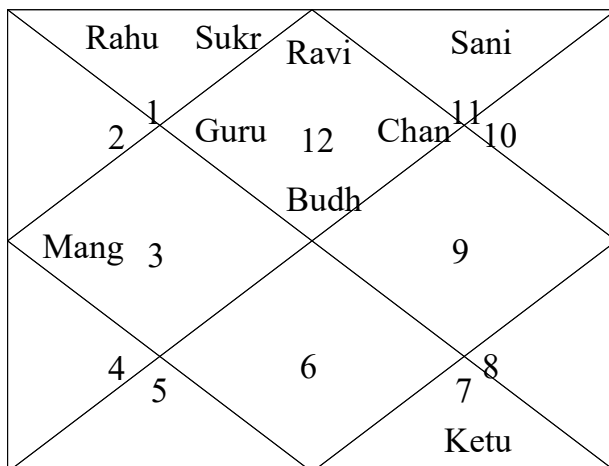 Rahu Sukr Ravi Sani
1 11
2 Guru 12 Chan 10
Budh
Mang 3 9
4 6 8
5 7
Ketu